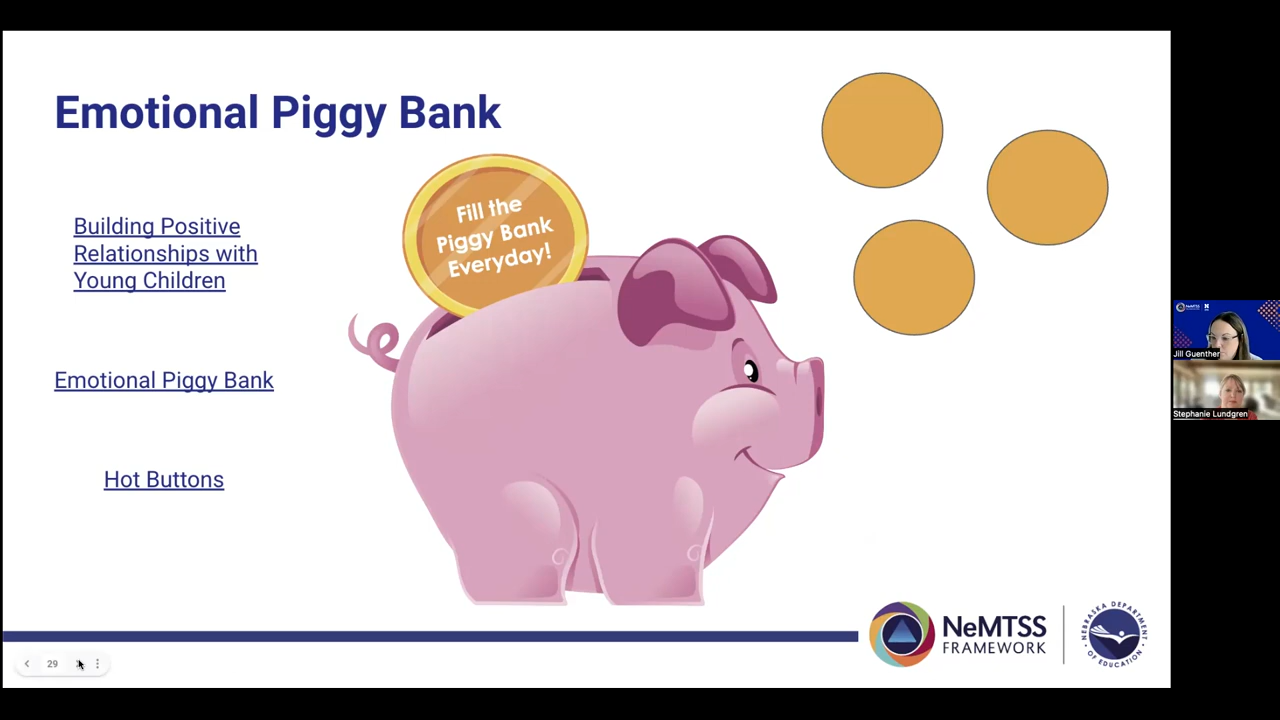 Emotional Piggy Bank
Fill the
Piggy Bank
Everyday!
Building Positive
Relationships with
Young Children
Emotional Piggy Bank
Hot Buttons
NeMTSS
Jill Guenther
Stephanie Lundgren
NeMTSS
FRAMEWORK
NEBRASKA DEPARTMENT
OF EDUCATION
29